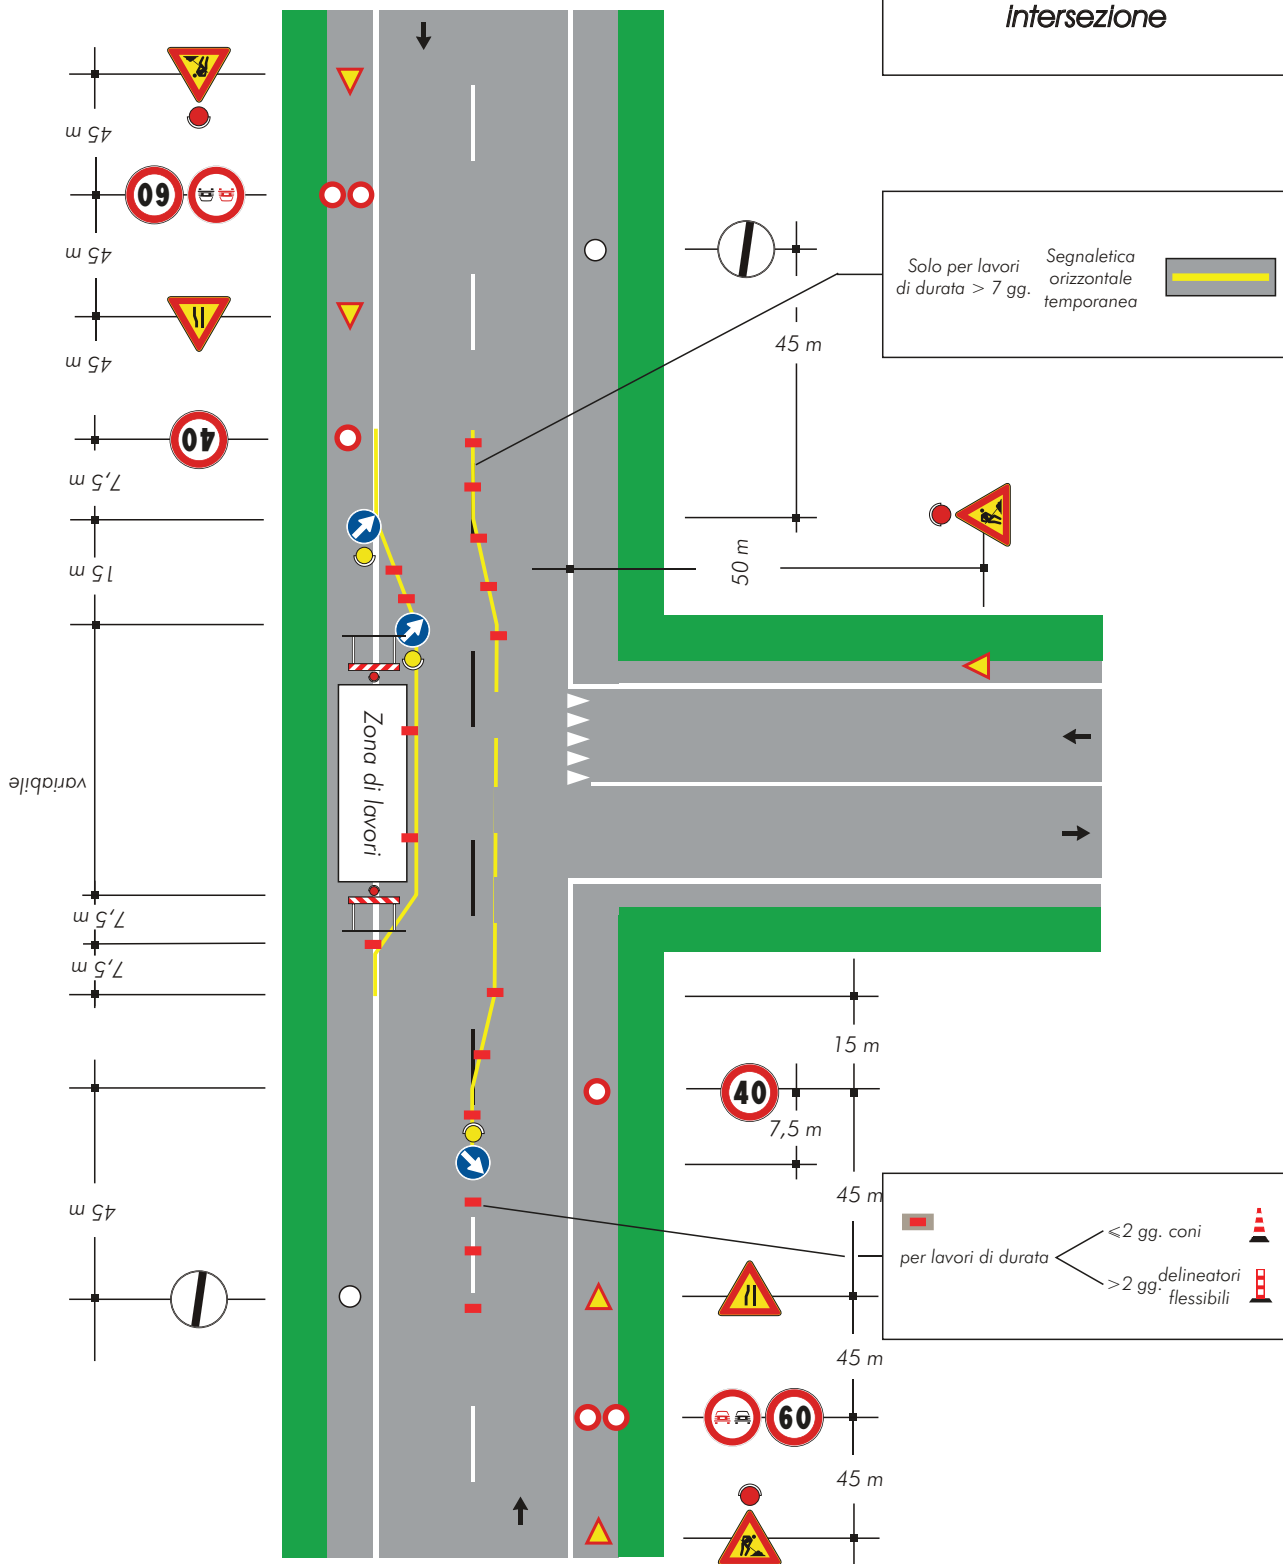 intersezione
45 m
60
45 m
45 m
40
7,5 m
15 m
variabile
7,5 m
7,5 m
45 m
Zona di lavori
Solo per lavori
di durata > 7 gg.
Segnaletica
orizzontale
temporanea
45 m
50 m
15 m
40
7,5 m
45 m
per lavori di durata
⩽2 gg. coni
>2 gg. delineatori
flessibili
45 m
60
45 m